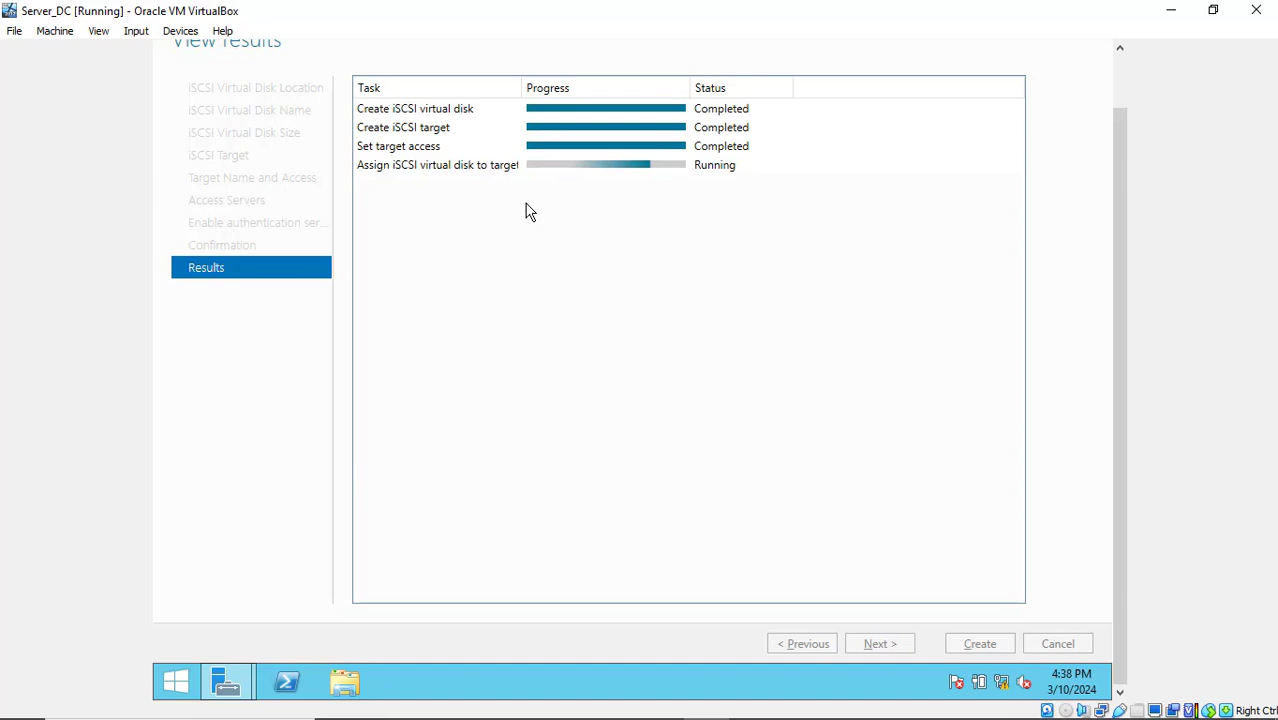 Server_DC [Running] - Oracle VM VirtualBox
File Machine View Input Devices Help
View results
iSCSI Virtual Disk Location
iSCSI Virtual Disk Name
iSCSI Virtual Disk Size
iSCSI Target
Target Name and Access
Access Servers
Enable authentication ser...
Confirmation
Results
Task Progress Status
Create iSCSI virtual disk Completed
Create iSCSI target Completed
Set target access Completed
Assign iSCSI virtual disk to target Running
< Previous Next > Create Cancel
4:38 PM
3/10/2024
Right Ctrl